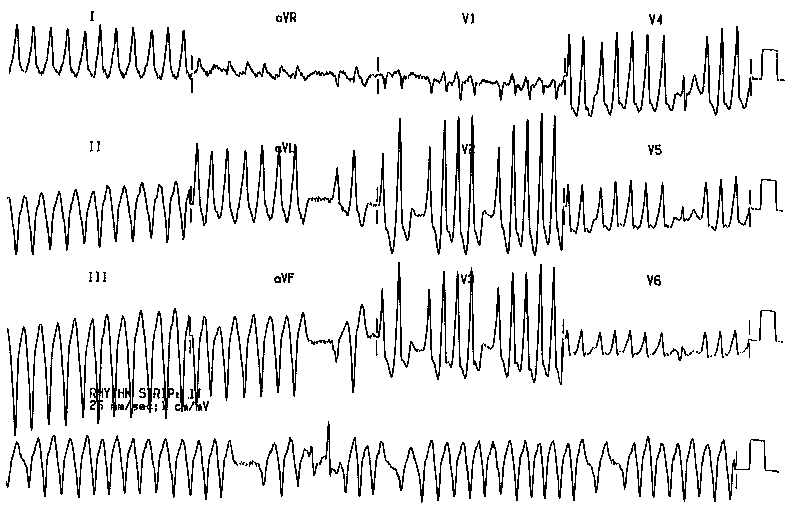 I aVR V1 V4
II aVL V2 V5
III aVF V3 V6
RHYTHM STRIP: II
25 mm/sec; 1 cm/mV